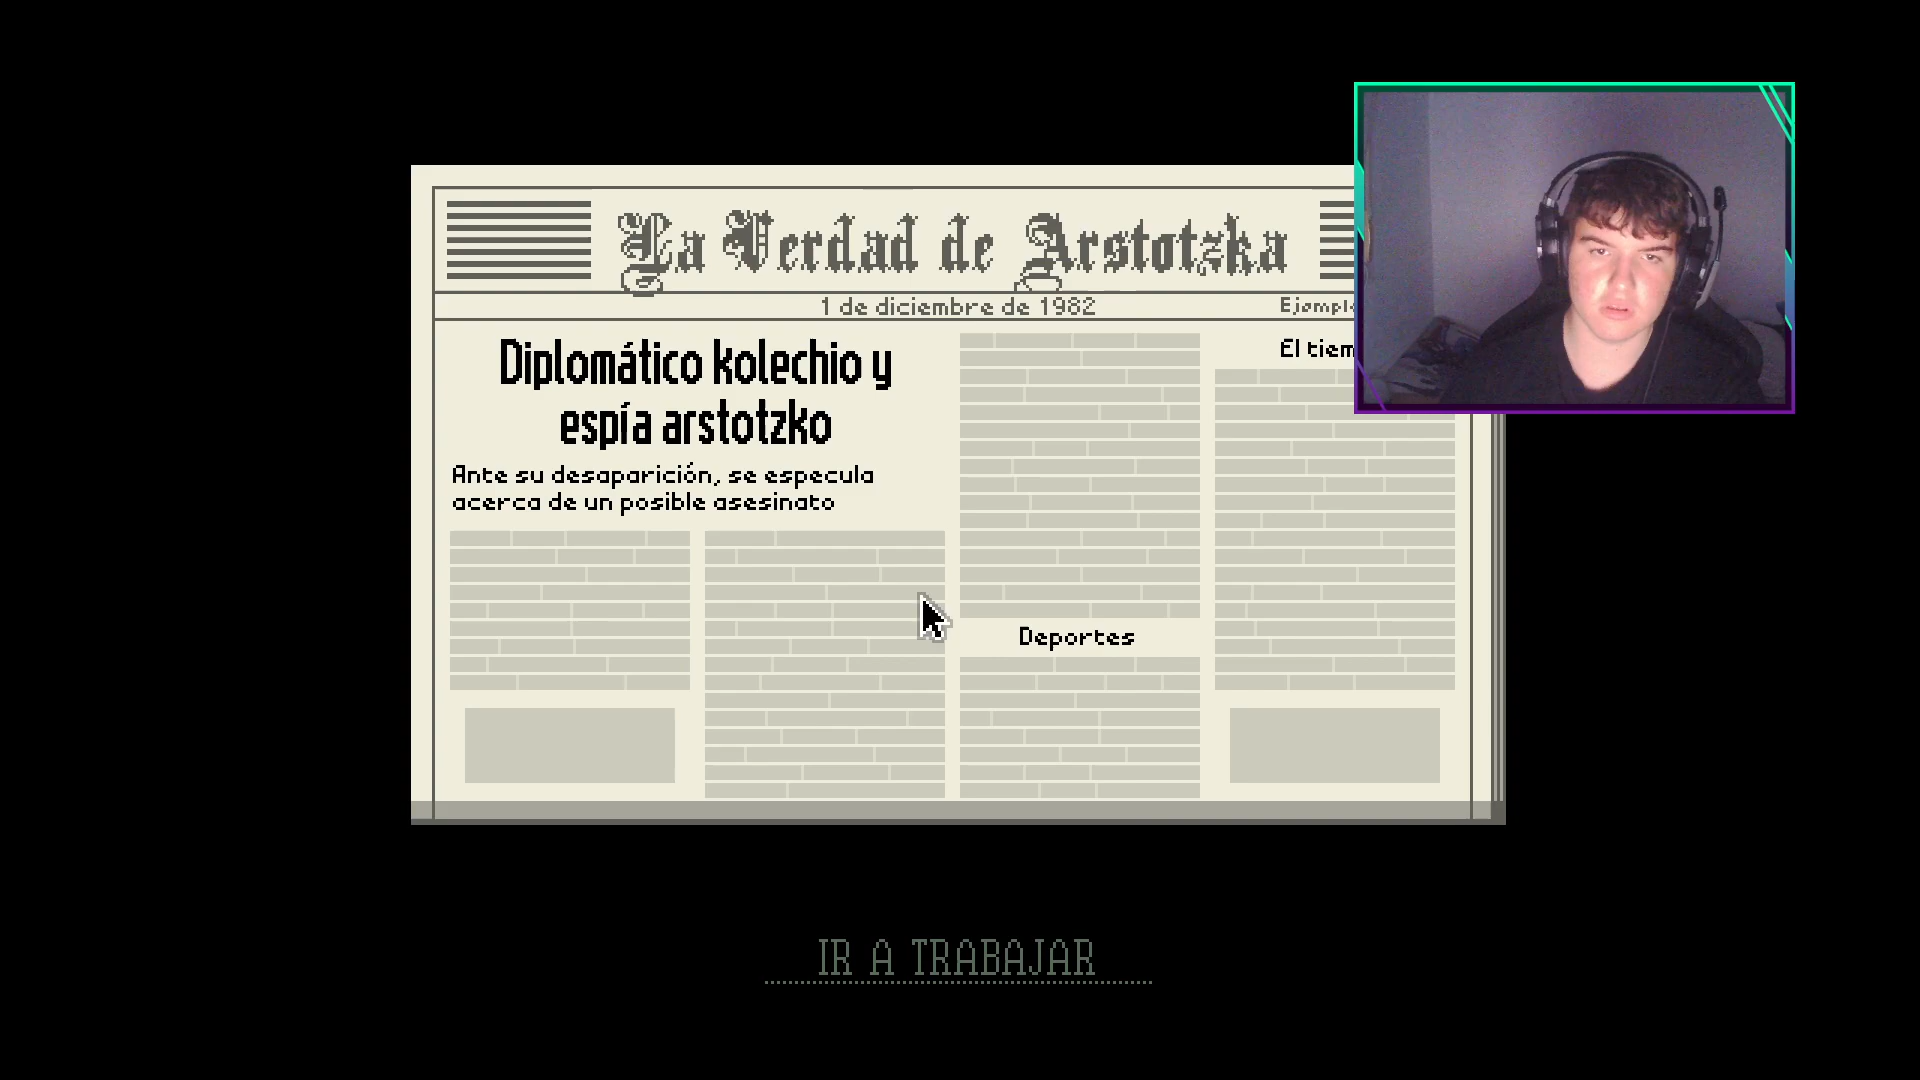 La Verdad de Arstotzka
1 de diciembre de 1982
Diplomático kolechio y
espía arstotzko
Ante su desaparición, se especula
acerca de un posible asesinato
Deportes
El
IR A TRABAJAR